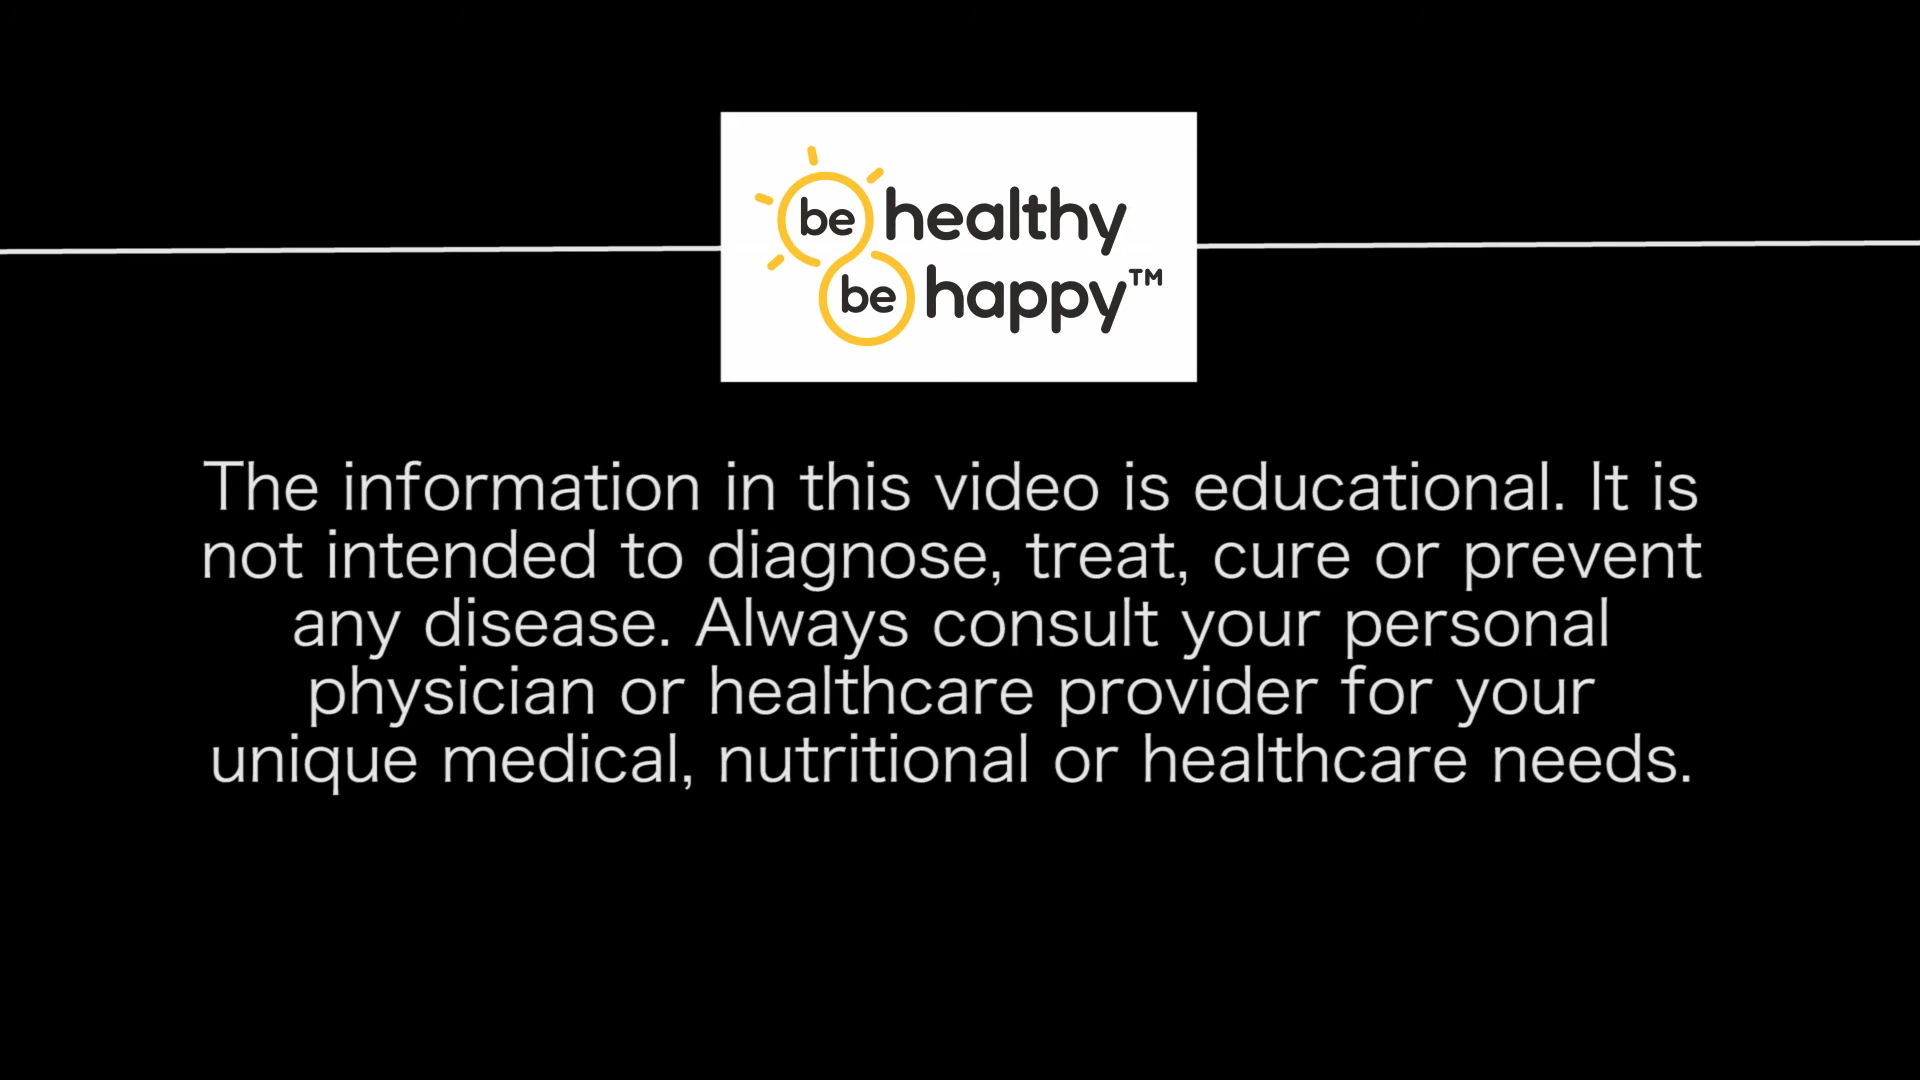 be healthy
be happy™
The information in this video is educational. It is
not intended to diagnose, treat, cure or prevent
any disease. Always consult your personal
physician or healthcare provider for your
unique medical, nutritional or healthcare needs.